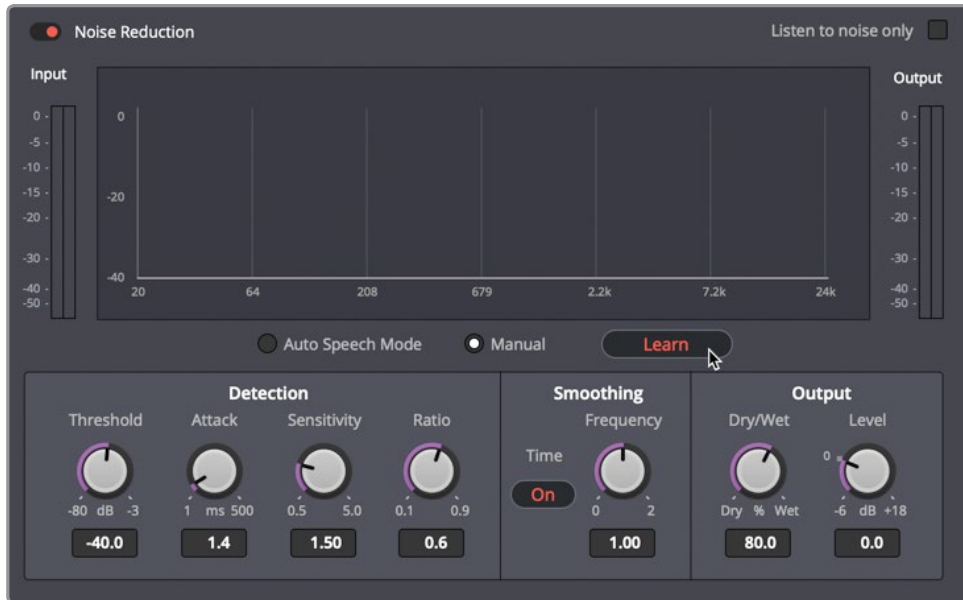 Noise Reduction
Listen to noise only
Input
Output
0 -
-5 -
-10 -
-15 -
-20 -
-30 -
-40 -
-50 -
0
-20
-40
20 64 208 679 2.2k 7.2k 24k
0 -
-5 -
-10 -
-15 -
-20 -
-30 -
-40 -
-50 -
Auto Speech Mode Manual Learn
Detection
Threshold Attack Sensitivity Ratio
-80 dB -3 1 ms 500 0.5 5.0 0.1 0.9
-40.0 1.4 1.50 0.6
Smoothing
Frequency
Time
On
0 2
1.00
Output
Dry/Wet Level
0
Dry % Wet -6 dB +18
80.0 0.0